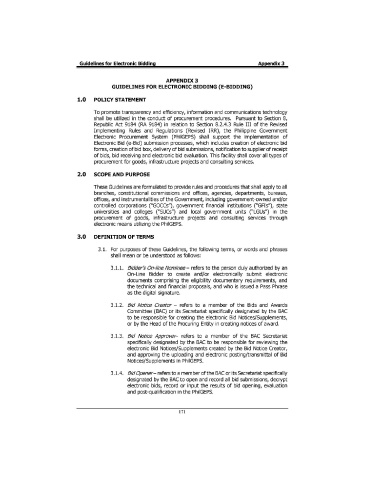 Guidelines for Electronic Bidding Appendix 3
APPENDIX 3
GUIDELINES FOR ELECTRONIC BIDDING (E-BIDDING)
1.0 POLICY STATEMENT
To promote transparency and efficiency, information and communications technology
shall be utilized in the conduct of procurement procedures. Pursuant to Section 8,
Republic Act 9184 (RA 9184) in relation to Section 8.2.4.3 Rule III of the Revised
Implementing Rules and Regulations (Revised IRR), the Philippine Government
Electronic Procurement System (PhilGEPS) shall support the implementation of
Electronic Bid (e-Bid) submission processes, which includes creation of electronic bid
forms, creation of bid box, delivery of bid submissions, notification to supplier of receipt
of bids, bid receiving and electronic bid evaluation. This facility shall cover all types of
procurement for goods, infrastructure projects and consulting services.
2.0 SCOPE AND PURPOSE
These Guidelines are formulated to provide rules and procedures that shall apply to all
branches, constitutional commissions and offices, agencies, departments, bureaus,
offices, and instrumentalities of the Government, including government-owned and/or
controlled corporations ("GOCCs"), government financial institutions ("GFIs"), state
universities and colleges ("SUCs") and local government units ("LGUs") in the
procurement of goods, infrastructure projects and consulting services through
electronic means utilizing the PhilGEPS.
3.0 DEFINITION OF TERMS
3.1. For purposes of these Guidelines, the following terms, or words and phrases
shall mean or be understood as follows:
3.1.1. Bidder's On-line Nominee – refers to the person duly authorized by an
On-Line Bidder to create and/or electronically submit electronic
documents comprising the eligibility documentary requirements, and
the technical and financial proposals, and who is issued a Pass Phrase
as the digital signature.
3.1.2. Bid Notice Creator – refers to a member of the Bids and Awards
Committee (BAC) or its Secretariat specifically designated by the BAC
to be responsible for creating the electronic Bid Notices/Supplements,
or by the Head of the Procuring Entity in creating notices of award.
3.1.3. Bid Notice Approver– refers to a member of the BAC Secretariat
specifically designated by the BAC to be responsible for reviewing the
electronic Bid Notices/Supplements created by the Bid Notice Creator,
and approving the uploading and electronic posting/transmittal of Bid
Notices/Supplements in PhilGEPS.
3.1.4. Bid Opener – refers to a member of the BAC or its Secretariat specifically
designated by the BAC to open and record all bid submissions, decrypt
electronic bids, record or input the results of bid opening, evaluation
and post-qualification in the PhilGEPS.
171